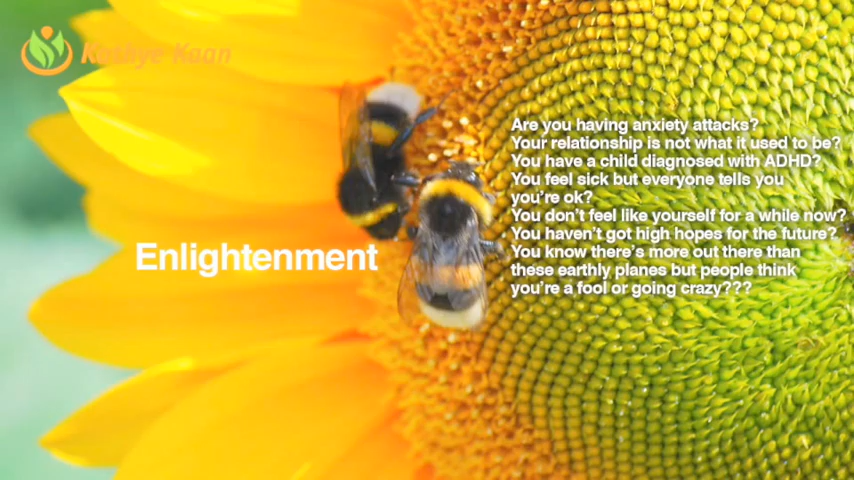 Kathye Kaan
Enlightenment
Are you having anxiety attacks?
Your relationship is not what it used to be?
You have a child diagnosed with ADHD?
You feel sick but everyone tells you
you're ok?
You don't feel like yourself for a while now?
You haven't got high hopes for the future?
You know there's more out there than
these earthly planes but people think
you're a fool or going crazy???